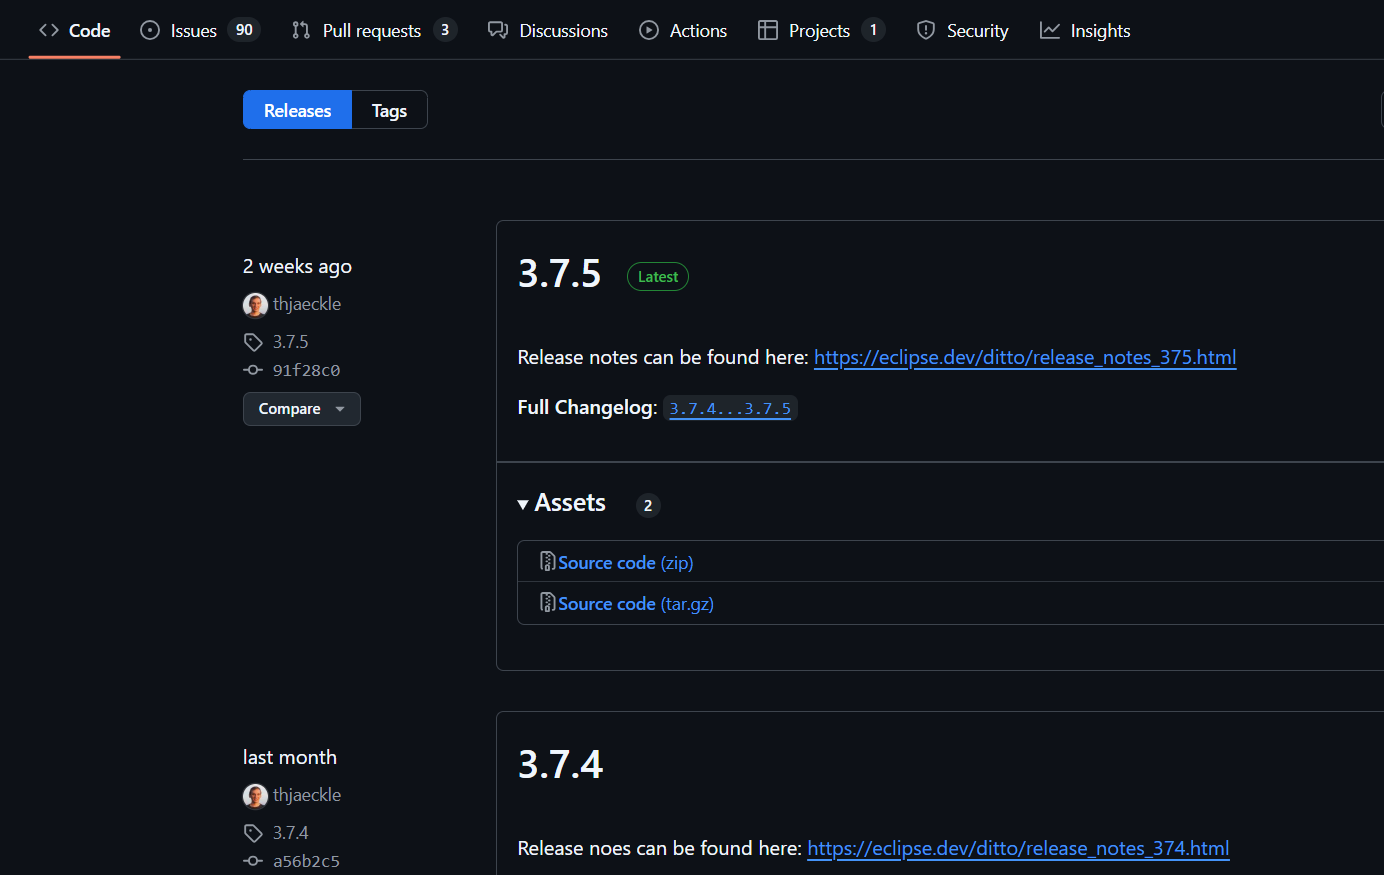 Code Issues 90 Pull requests 3 Discussions Actions Projects 1 Security Insights
Releases Tags
2 weeks ago
thjaeckle
3.7.5
91f28c0
Compare
3.7.5 Latest
Release notes can be found here: https://eclipse.dev/ditto/release_notes_375.html
Full Changelog: 3.7.4...3.7.5
Assets 2
Source code (zip)
Source code (tar.gz)
last month
thjaeckle
3.7.4
a56b2c5
3.7.4
Release noes can be found here: https://eclipse.dev/ditto/release_notes_374.html